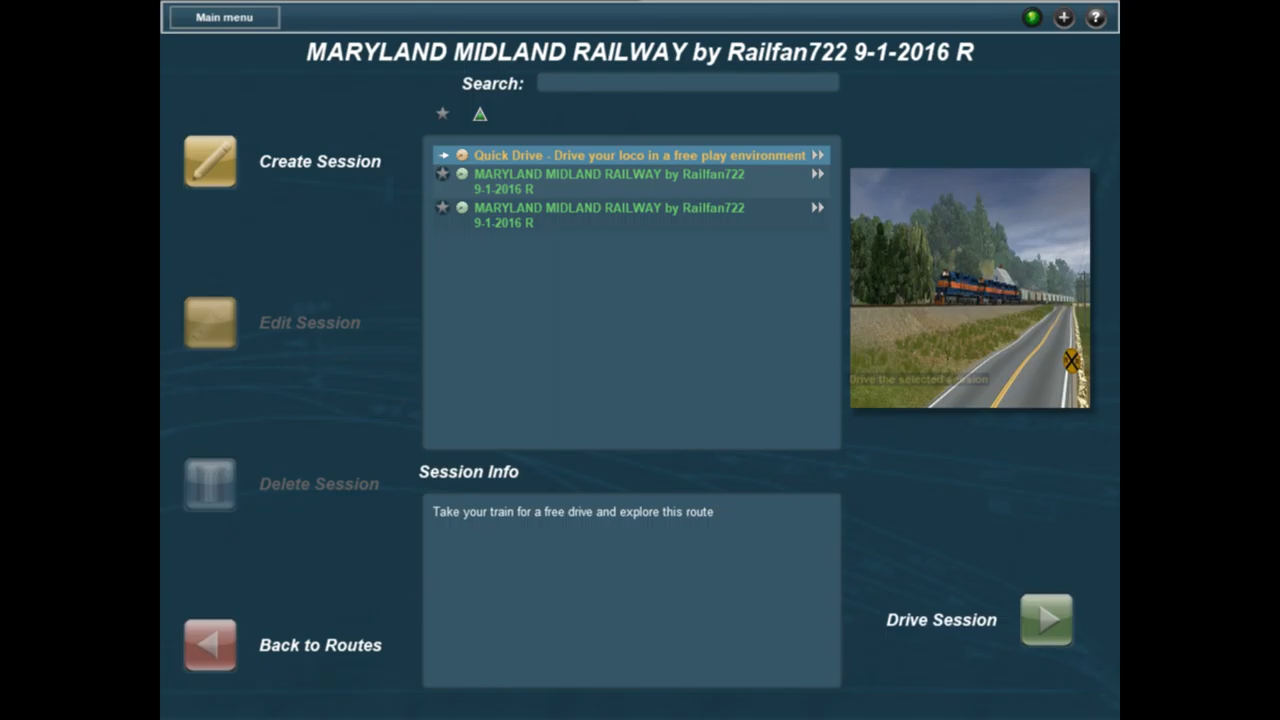 Main menu
MARYLAND MIDLAND RAILWAY by Railfan722 9-1-2016 R
Search:
Create Session
Quick Drive - Drive your loco in a free play environment
MARYLAND MIDLAND RAILWAY by Railfan722
9-1-2016 R
MARYLAND MIDLAND RAILWAY by Railfan722
9-1-2016 R
Edit Session
Drive the selected session
Session Info
Delete Session
Take your train for a free drive and explore this route
Drive Session
Back to Routes